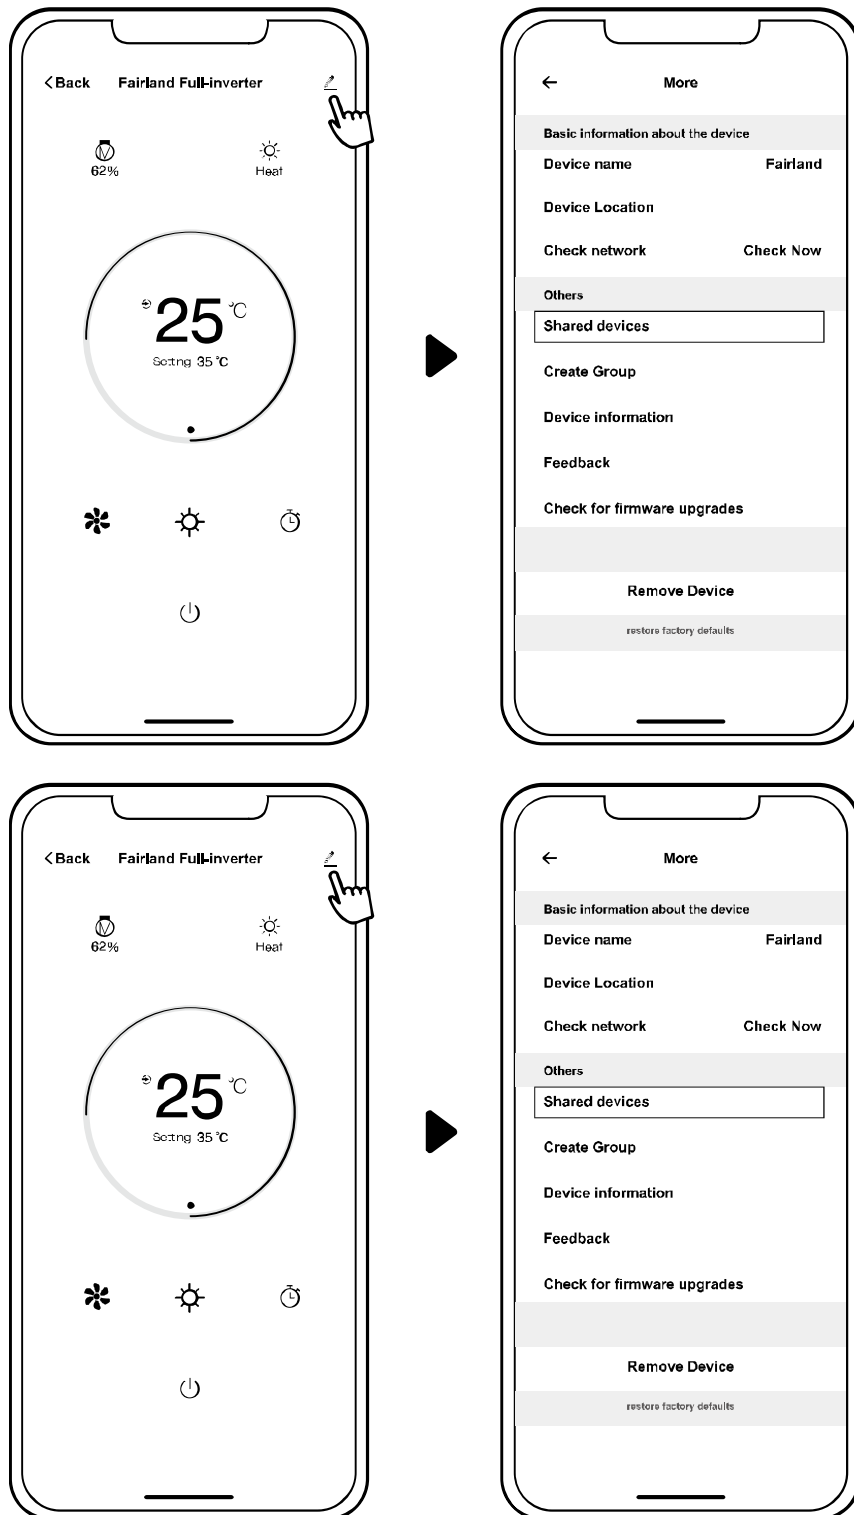 Back Fairland Full-inverter
62% Heat
25 °C
Setting 35 °C
More
Basic information about the device
Device name Fairland
Device Location
Check network Check Now
Others
Shared devices
Create Group
Device information
Feedback
Check for firmware upgrades
Remove Device
restore factory defaults
Back Fairland Full-inverter
62% Heat
25 °C
Setting 35 °C
More
Basic information about the device
Device name Fairland
Device Location
Check network Check Now
Others
Shared devices
Create Group
Device information
Feedback
Check for firmware upgrades
Remove Device
restore factory defaults